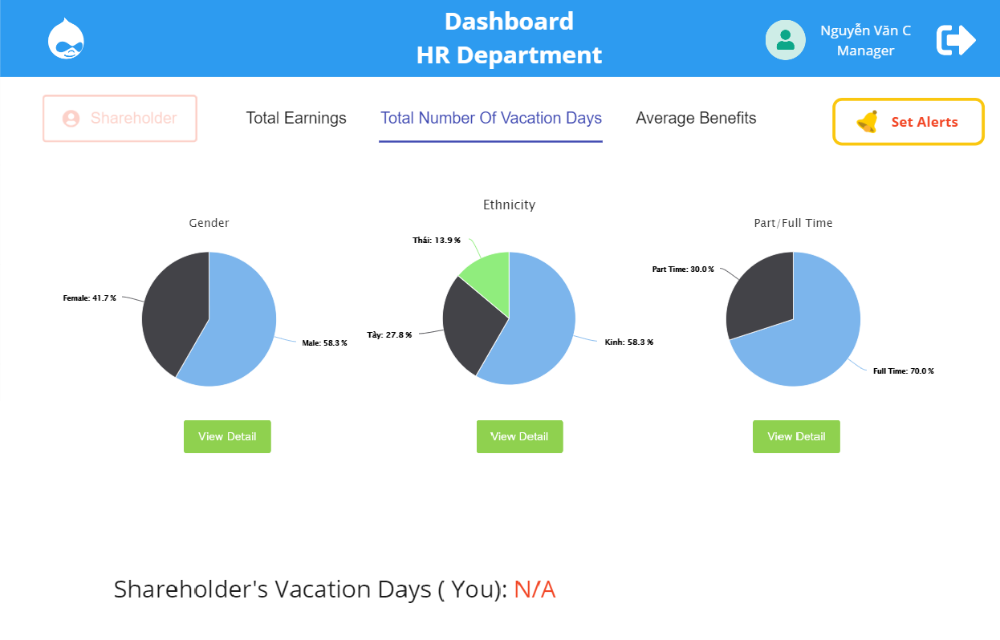 Dashboard
HR Department
Nguyễn Văn C
Manager
Shareholder
Total Earnings
Total Number Of Vacation Days
Average Benefits
Set Alerts
Gender
Female: 41.7 %
Male: 58.3 %
Ethnicity
Thái: 13.9 %
Tày: 27.8 %
Kinh: 58.3 %
Part/Full Time
Part Time: 30.0 %
Full Time: 70.0 %
View Detail
View Detail
View Detail
Shareholder's Vacation Days ( You): N/A